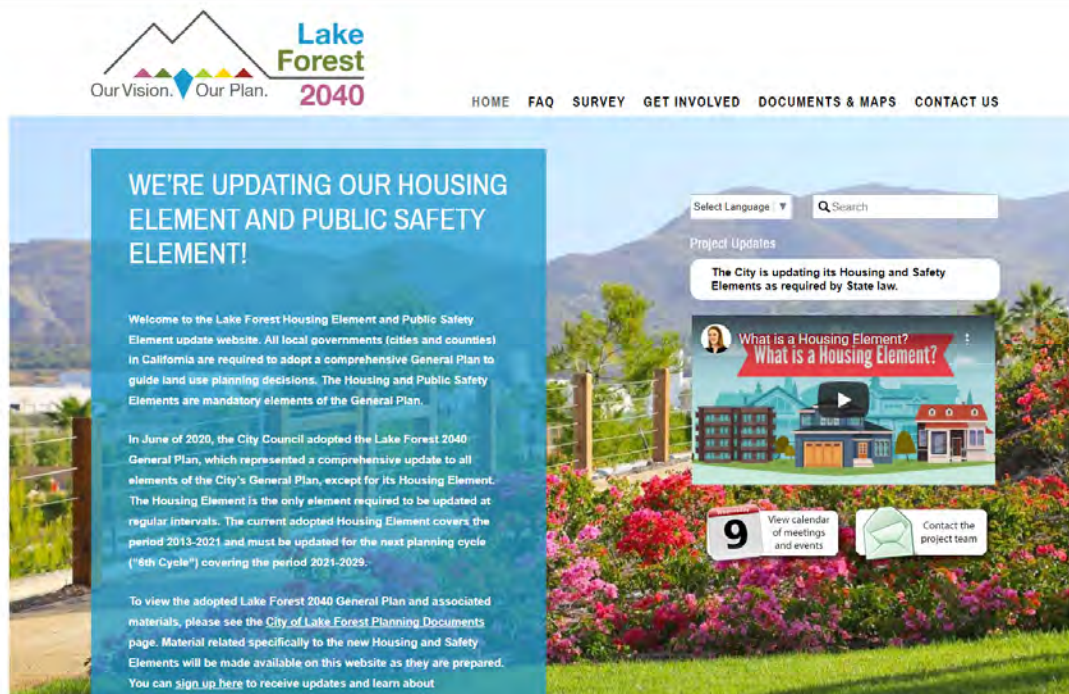 Lake
Forest
2040
Our Vision. Our Plan.
HOME FAQ SURVEY GET INVOLVED DOCUMENTS & MAPS CONTACT US
WE'RE UPDATING OUR HOUSING
ELEMENT AND PUBLIC SAFETY
ELEMENT!
Welcome to the Lake Forest Housing Element and Public Safety
Element update website. All local governments (cities and counties)
in California are required to adopt a comprehensive General Plan to
guide land use planning decisions. The Housing and Public Safety
Elements are mandatory elements of the General Plan.
In June of 2020, the City Council adopted the Lake Forest 2040
General Plan, which represented a comprehensive update to all
elements of the City's General Plan, except for its Housing Element.
The Housing Element is the only element required to be updated at
regular intervals. The current adopted Housing Element covers the
period 2013-2021 and must be updated for the next planning cycle
("6th Cycle") covering the period 2021-2029.
To view the adopted Lake Forest 2040 General Plan and associated
materials, please see the City of Lake Forest Planning Documents
page. Material related specifically to the new Housing and Safety
Elements will be made available on this website as they are prepared.
You can sign up here to receive updates and learn about
Select Language ▼
Search
Project Updates
The City is updating its Housing and Safety
Elements as required by State law.
What is a Housing Element?
What is a Housing Element?
9
View calendar
of meetings
and events
Contact the
project team